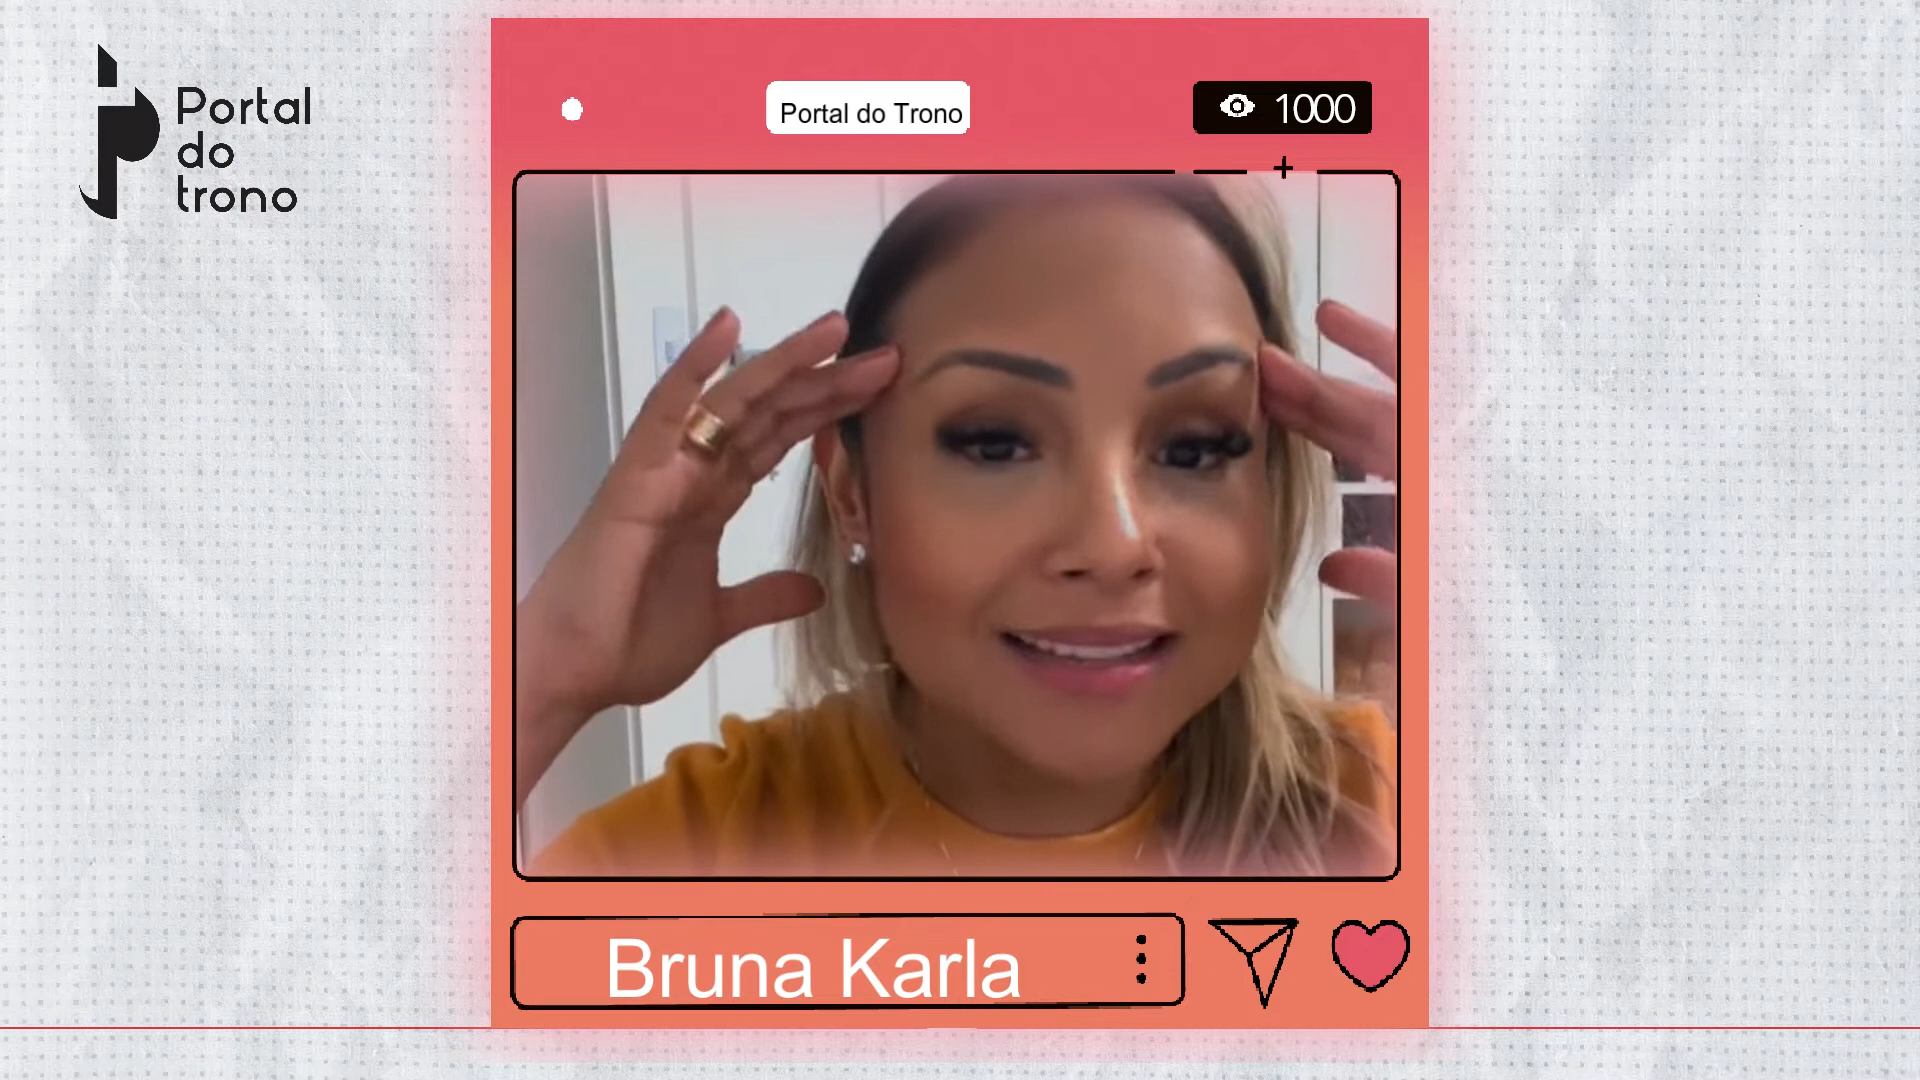 Portal
do
trono
Portal do Trono
1000
Bruna Karla